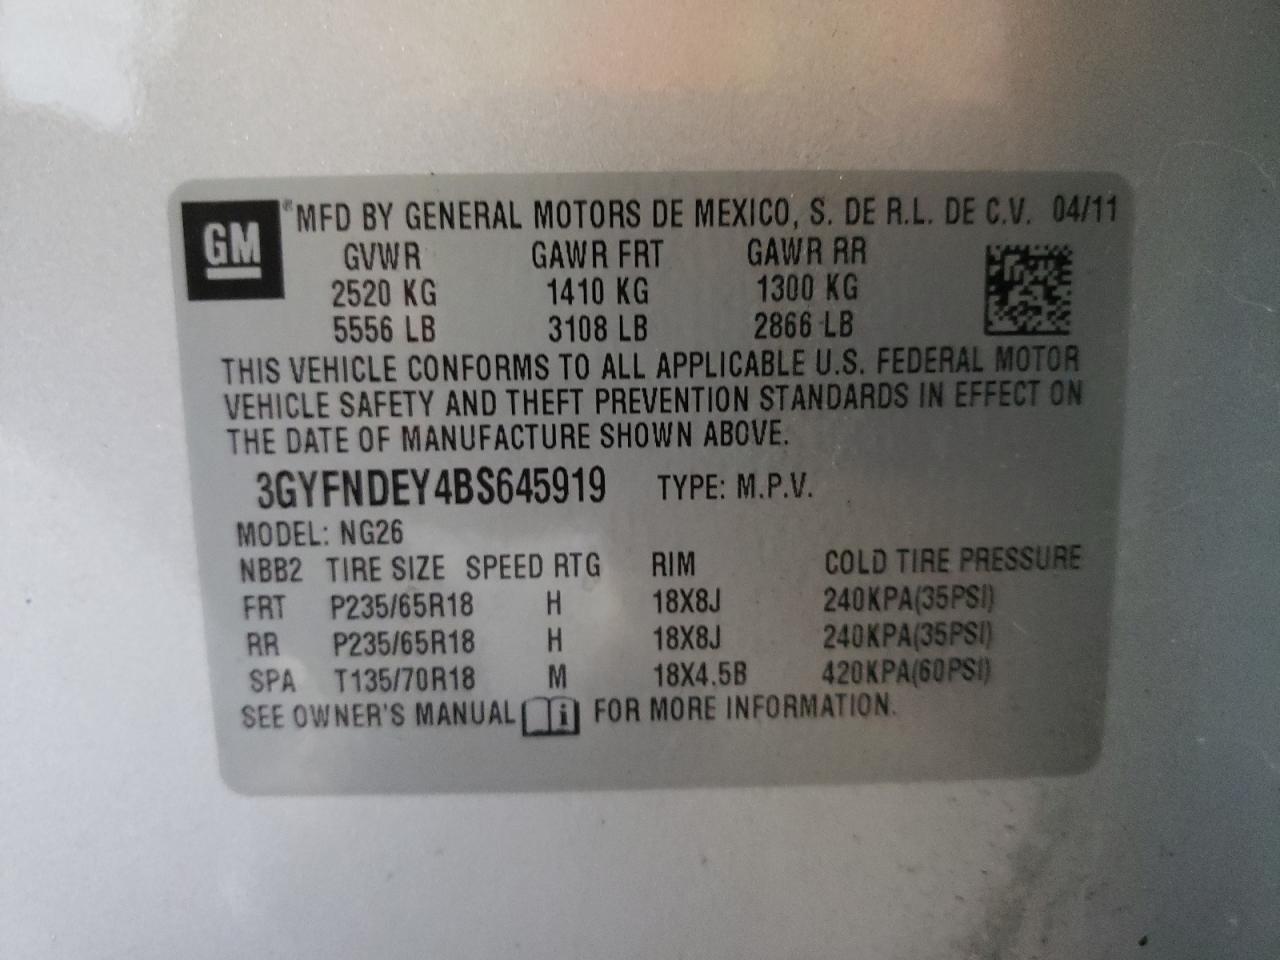 GM
® MFD BY GENERAL MOTORS DE MEXICO, S. DE R.L. DE C.V. 04/11
GVWR GAWR FRT GAWR RR
2520 KG 1410 KG 1300 KG
5556 LB 3108 LB 2866 LB
THIS VEHICLE CONFORMS TO ALL APPLICABLE U.S. FEDERAL MOTOR
VEHICLE SAFETY AND THEFT PREVENTION STANDARDS IN EFFECT ON
THE DATE OF MANUFACTURE SHOWN ABOVE.
3GYFNDEY4BS645919 TYPE: M.P.V.
MODEL: NG26
NBB2 TIRE SIZE SPEED RTG RIM COLD TIRE PRESSURE
FRT P235/65R18 H 18X8J 240KPA(35PSI)
RR P235/65R18 H 18X8J 240KPA(35PSI)
SPA T135/70R18 M 18X4.5B 420KPA(60PSI)
SEE OWNER'S MANUAL i FOR MORE INFORMATION.